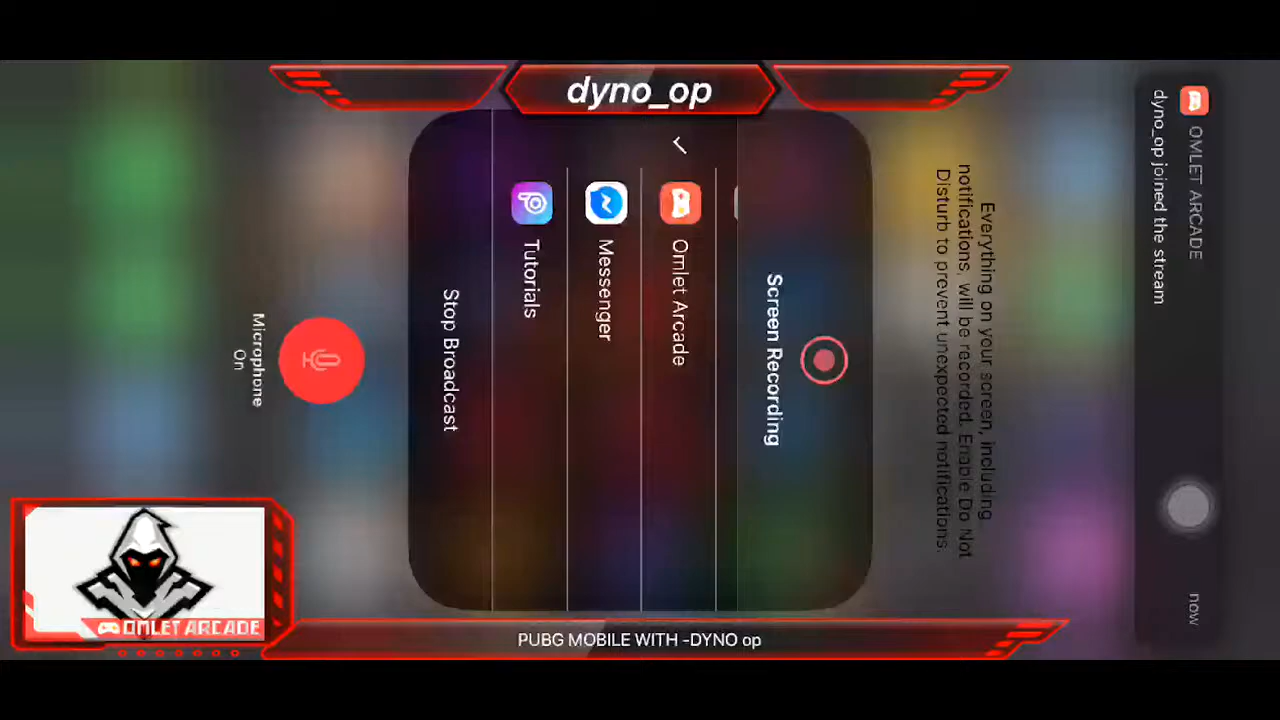 dyno_op
OMLET ARCADE
now
dyno_op joined the stream
Everything on your screen, including
notifications, will be recorded. Enable Do Not
Disturb to prevent unexpected notifications.
Screen Recording
Omlet Arcade
Messenger
Tutorials
Stop Broadcast
Microphone
On
OMLET ARCADE
PUBG MOBILE WITH -DYNO op